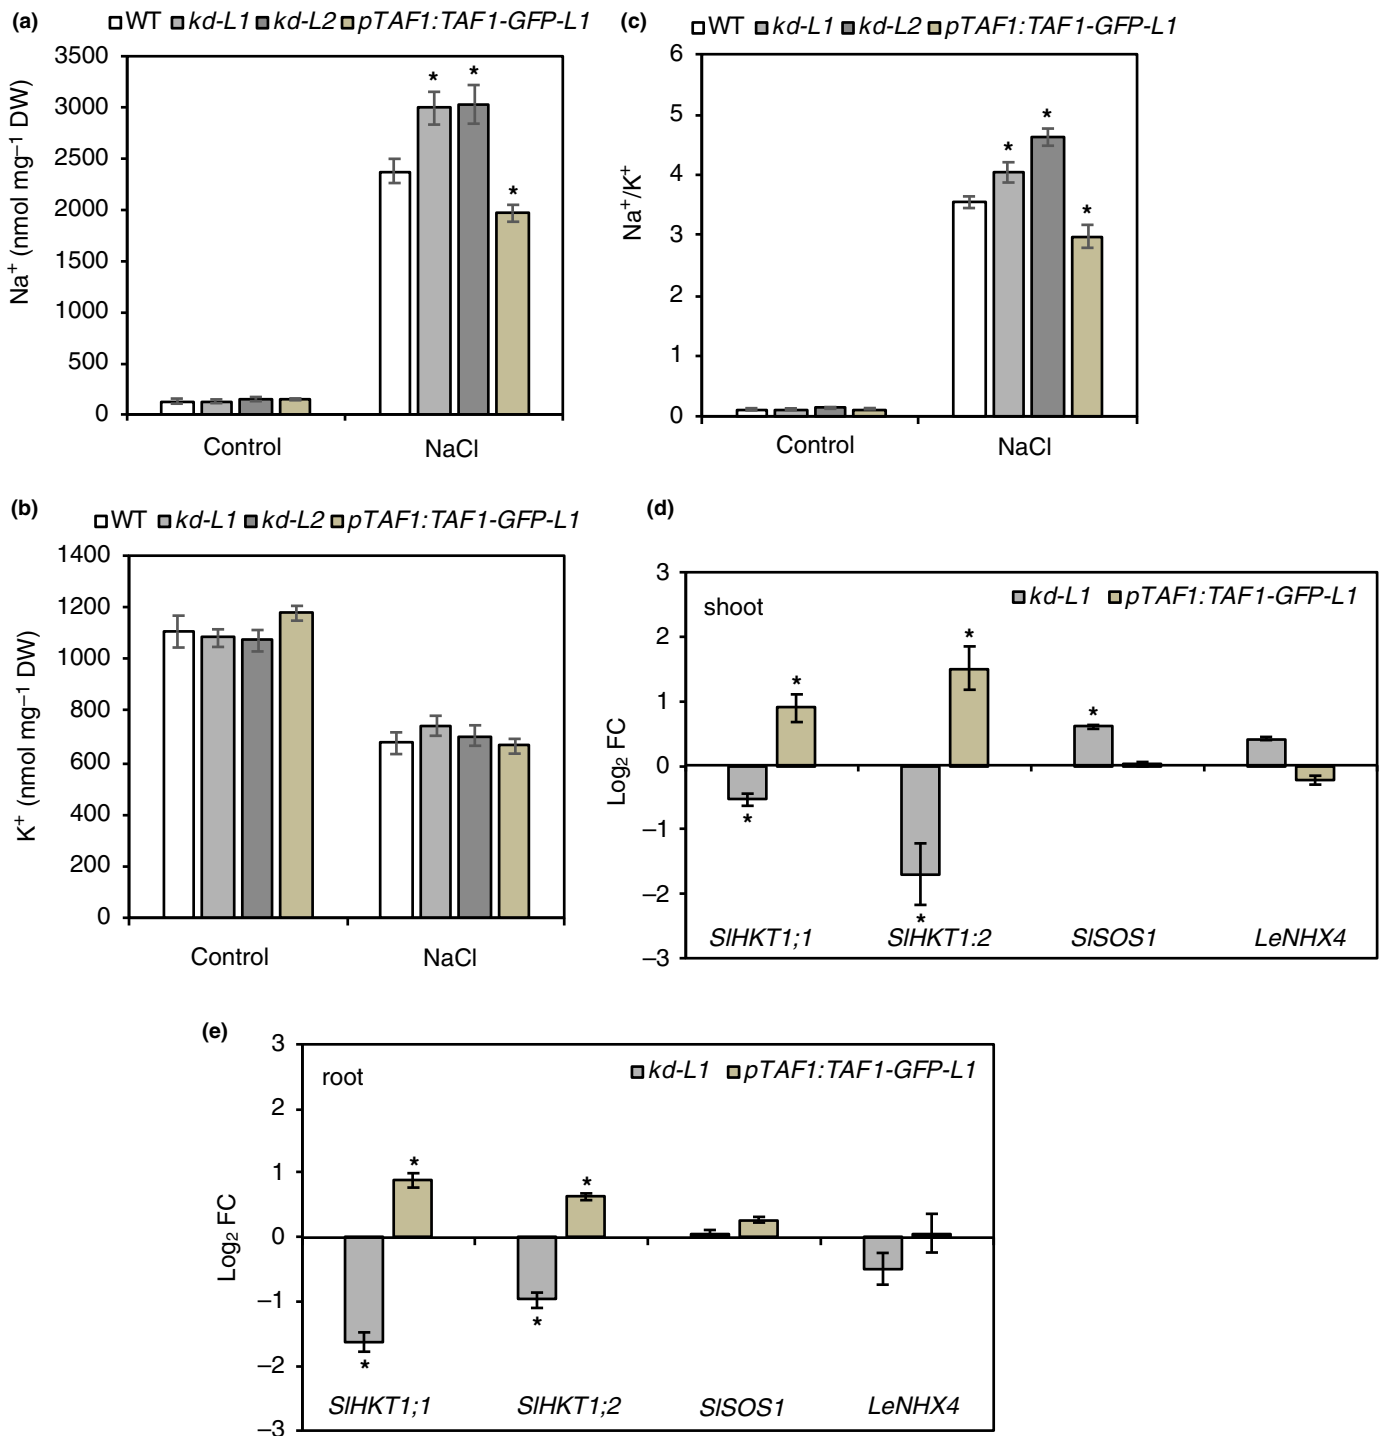 (a)
WT kd-L1 kd-L2 pTAF1:TAF1-GFP-L1
Na+ (nmol mg–1 DW)
3500
3000
2500
2000
1500
1000
500
0
* * *
Control NaCl
(c)
WT kd-L1 kd-L2 pTAF1:TAF1-GFP-L1
Na+/K+
6
5
4
3
2
1
0
* * *
Control NaCl
(b)
WT kd-L1 kd-L2 pTAF1:TAF1-GFP-L1
K+ (nmol mg–1 DW)
1400
1200
1000
800
600
400
200
0
Control NaCl
(d)
shoot
kd-L1 pTAF1:TAF1-GFP-L1
Log2 FC
3
2
1
0
–1
–2
–3
* * * * *
SlHKT1;1 SlHKT1:2 SlSOS1 LeNHX4
(e)
root
kd-L1 pTAF1:TAF1-GFP-L1
Log2 FC
3
2
1
0
–1
–2
–3
* * * *
SlHKT1;1 SlHKT1;2 SlSOS1 LeNHX4